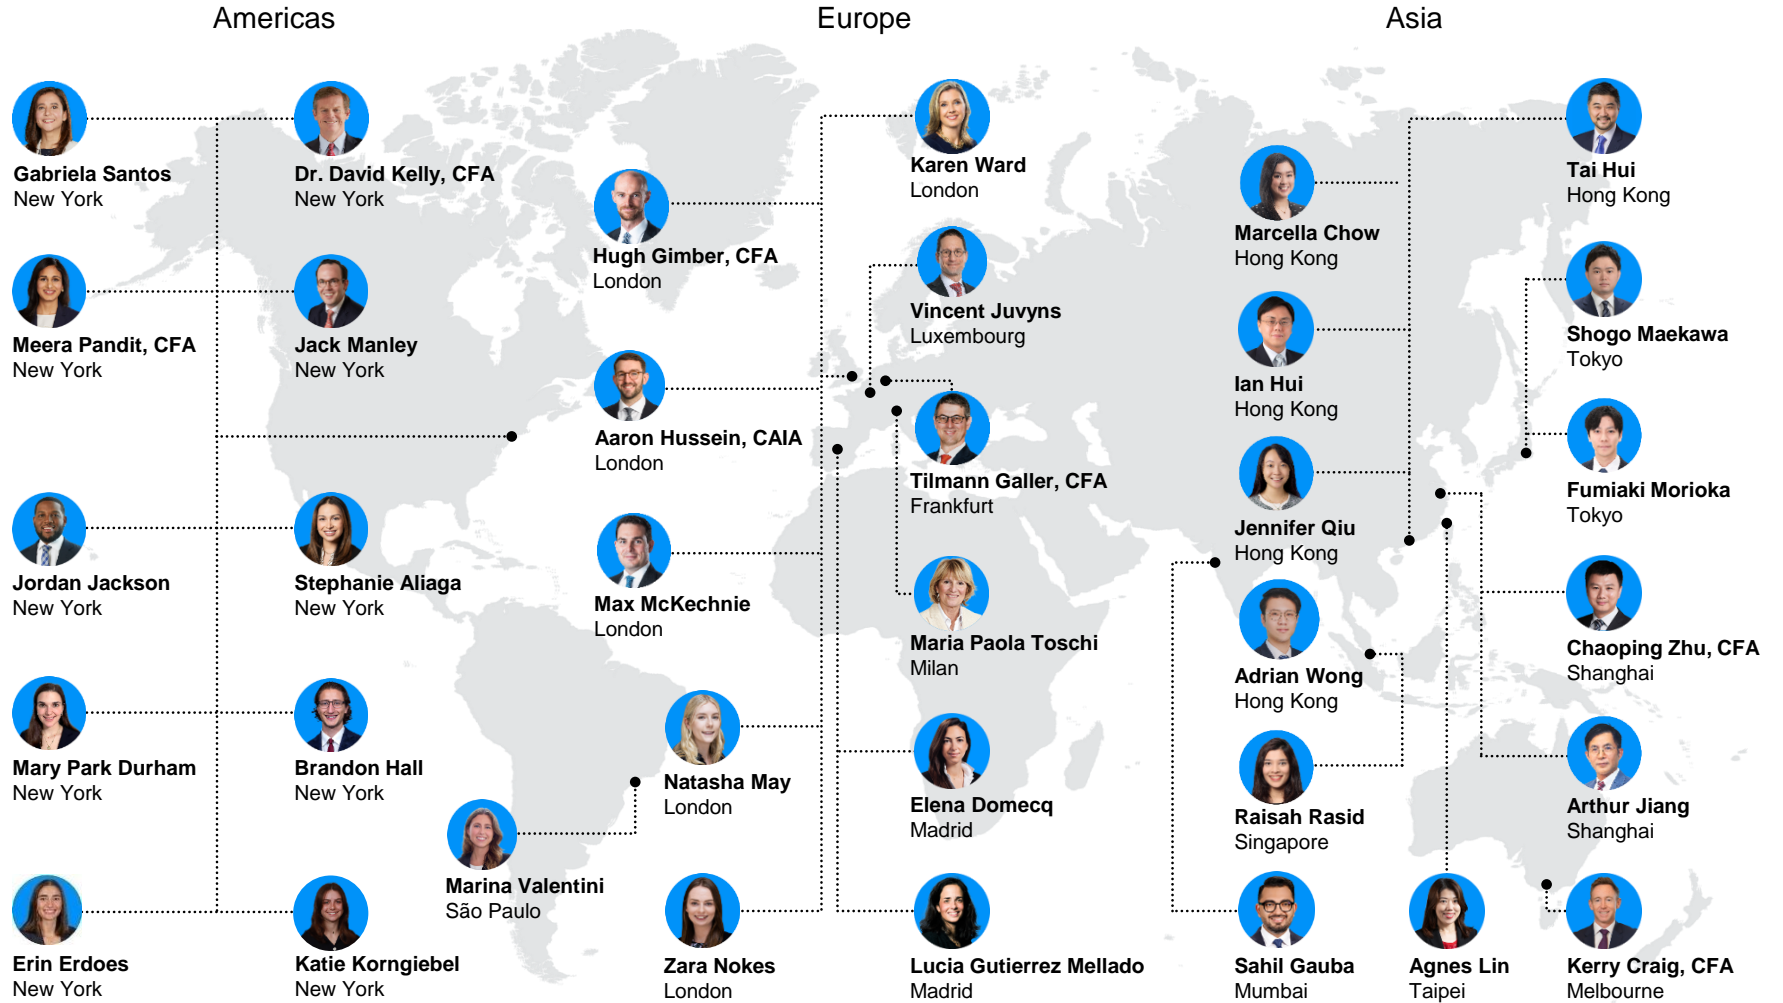 Americas
Gabriela Santos
New York
Dr. David Kelly, CFA
New York
Meera Pandit, CFA
New York
Jack Manley
New York
Jordan Jackson
New York
Stephanie Aliaga
New York
Mary Park Durham
New York
Brandon Hall
New York
Erin Erdoes
New York
Katie Korngiebel
New York
Marina Valentini
São Paulo
Europe
Hugh Gimber, CFA
London
Aaron Hussein, CAIA
London
Max McKechnie
London
Natasha May
London
Zara Nokes
London
Karen Ward
London
Vincent Juvyns
Luxembourg
Tilmann Galler, CFA
Frankfurt
Maria Paola Toschi
Milan
Elena Domecq
Madrid
Lucia Gutierrez Mellado
Madrid
Asia
Marcella Chow
Hong Kong
Ian Hui
Hong Kong
Jennifer Qiu
Hong Kong
Adrian Wong
Hong Kong
Raisah Rasid
Singapore
Sahil Gauba
Mumbai
Agnes Lin
Taipei
Tai Hui
Hong Kong
Shogo Maekawa
Tokyo
Fumiaki Morioka
Tokyo
Chaoping Zhu, CFA
Shanghai
Arthur Jiang
Shanghai
Kerry Craig, CFA
Melbourne